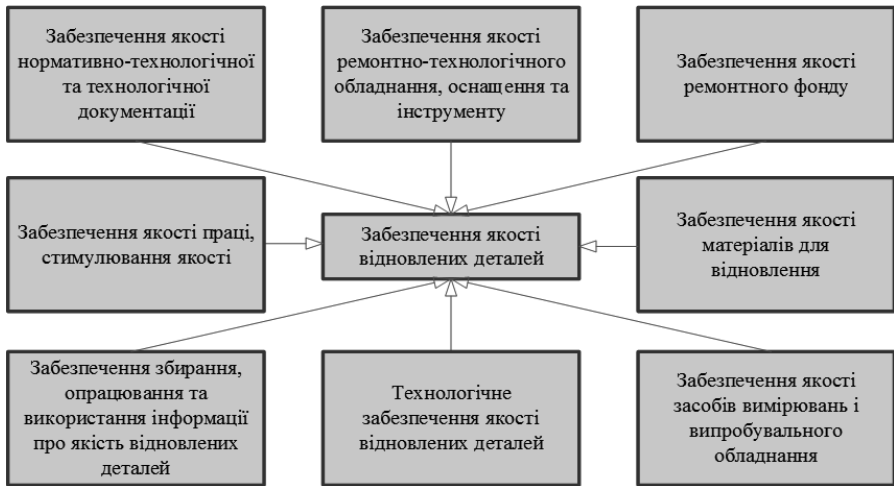 Забезпечення якості
нормативно-технологічної
та технологічної
документації
Забезпечення якості
ремонтно-технологічного
обладнання, оснащення та
інструменту
Забезпечення якості
ремонтного фонду
Забезпечення якості праці,
стимулювання якості
Забезпечення якості
відновлених деталей
Забезпечення якості
матеріалів для
відновлення
Забезпечення збирання,
опрацювання та
використання інформації
про якість відновлених
деталей
Технологічне
забезпечення якості
відновлених деталей
Забезпечення якості
засобів вимірювань і
випробувального
обладнання